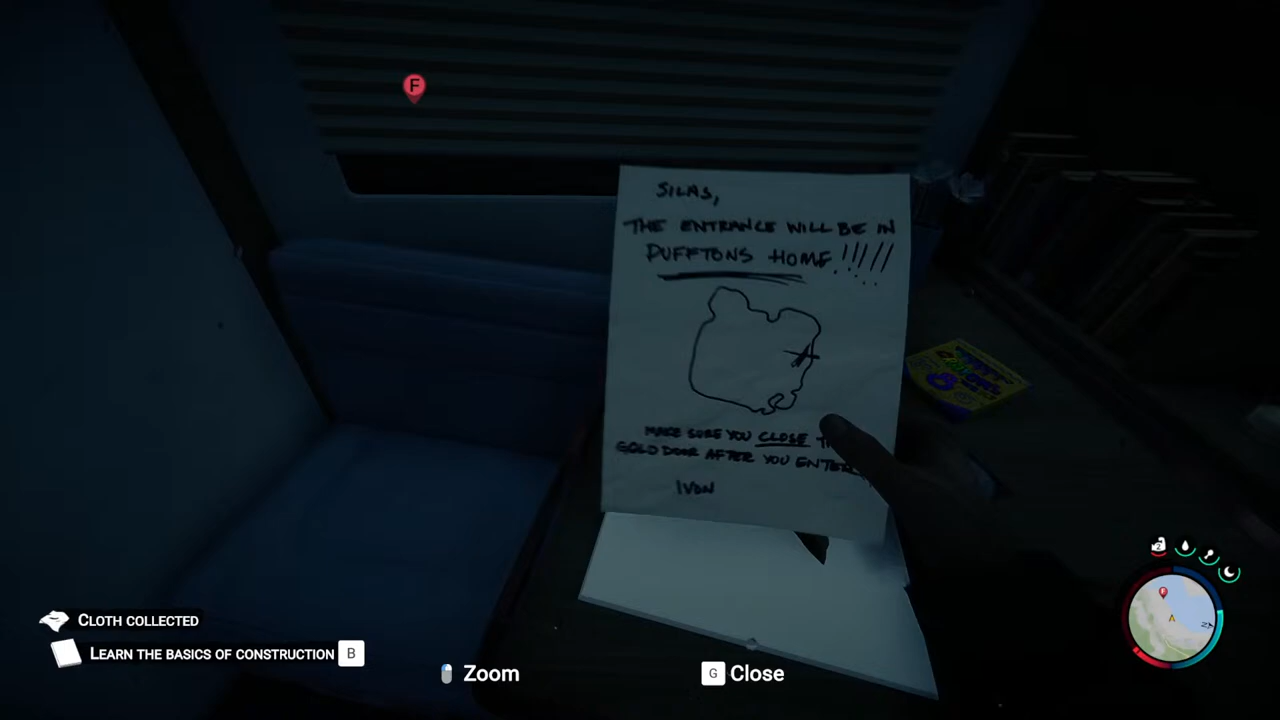 F
SILAS,
THE ENTRANCE WILL BE IN
PUFFTONS HOME!!!!!
MAKE SURE YOU CLOSE
GOLD DOOR AFTER YOU ENTER
IVAN
CLOTH COLLECTED
LEARN THE BASICS OF CONSTRUCTION B
Zoom
G Close